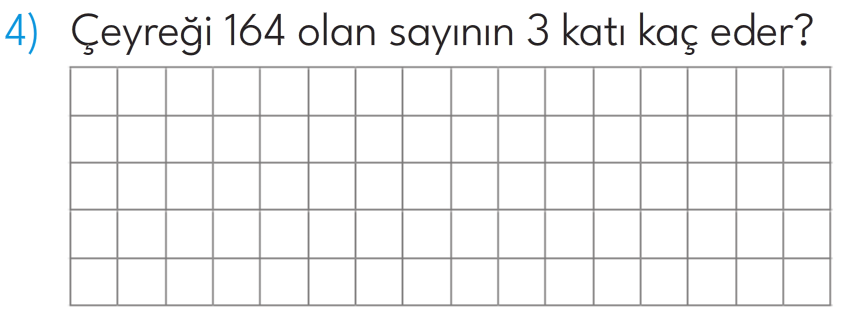 4) Çeyreği 164 olan sayının 3 katı kaç eder?